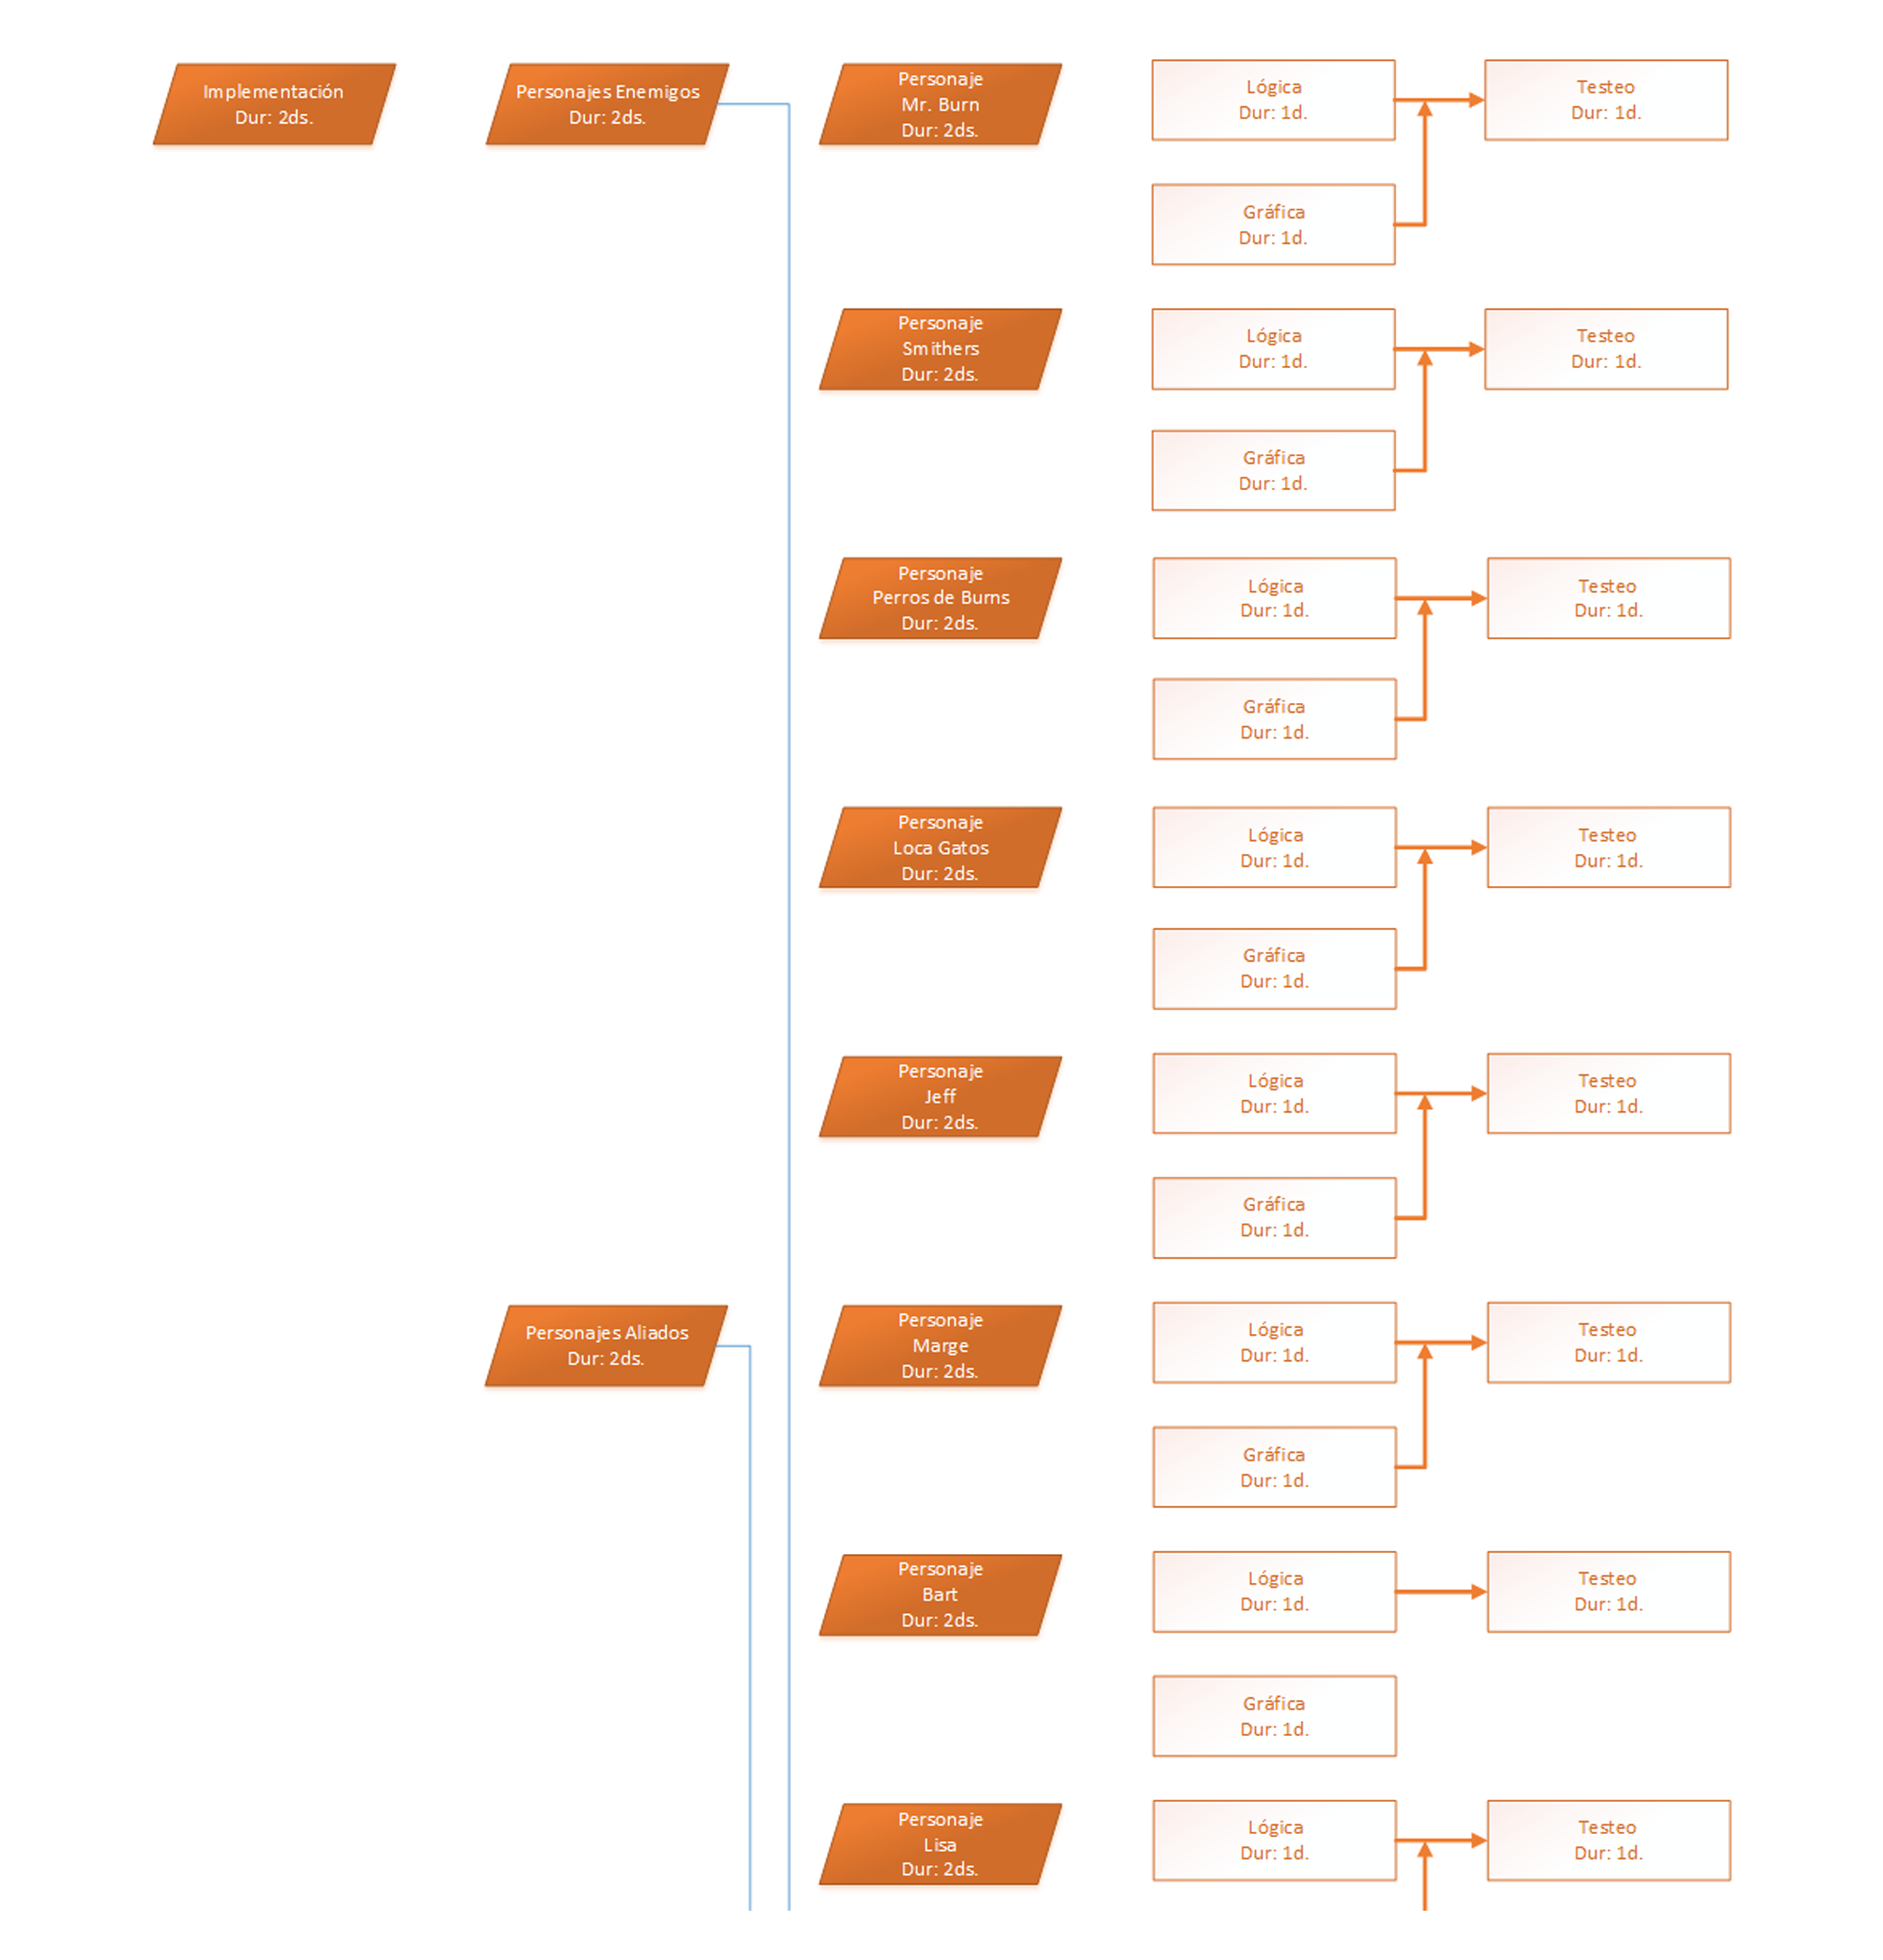 Implementación
Dur: 2ds.
Personajes Enemigos
Dur: 2ds.
Personaje
Mr. Burn
Dur: 2ds.
Lógica
Dur: 1d.
Testeo
Dur: 1d.
Gráfica
Dur: 1d.
Personaje
Smithers
Dur: 2ds.
Lógica
Dur: 1d.
Testeo
Dur: 1d.
Gráfica
Dur: 1d.
Personaje
Perros de Burns
Dur: 2ds.
Lógica
Dur: 1d.
Testeo
Dur: 1d.
Gráfica
Dur: 1d.
Personaje
Loca Gatos
Dur: 2ds.
Lógica
Dur: 1d.
Testeo
Dur: 1d.
Gráfica
Dur: 1d.
Personaje
Jeff
Dur: 2ds.
Lógica
Dur: 1d.
Testeo
Dur: 1d.
Gráfica
Dur: 1d.
Personajes Aliados
Dur: 2ds.
Personaje
Marge
Dur: 2ds.
Lógica
Dur: 1d.
Testeo
Dur: 1d.
Gráfica
Dur: 1d.
Personaje
Bart
Dur: 2ds.
Lógica
Dur: 1d.
Testeo
Dur: 1d.
Gráfica
Dur: 1d.
Personaje
Lisa
Dur: 2ds.
Lógica
Dur: 1d.
Testeo
Dur: 1d.